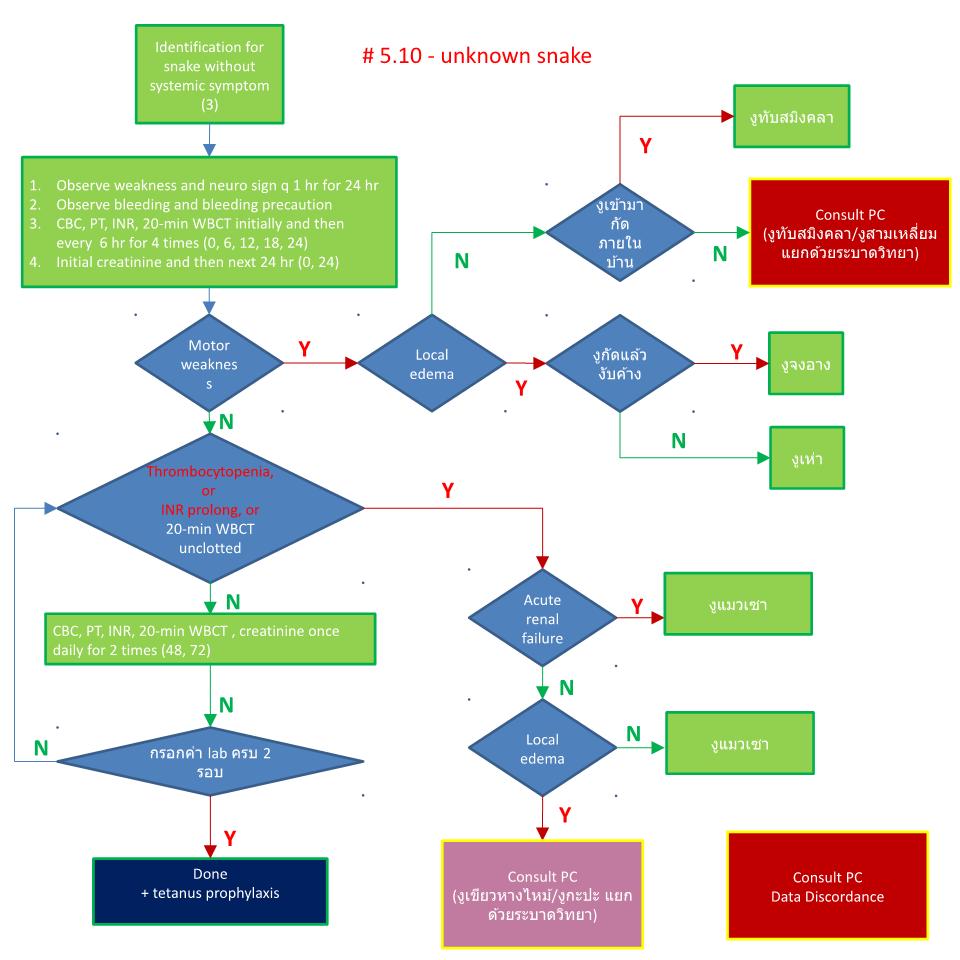 # 5.10 - unknown snake
Identification for
snake without
systemic symptom
(3)
1. Observe weakness and neuro sign q 1 hr for 24 hr
2. Observe bleeding and bleeding precaution
3. CBC, PT, INR, 20-min WBCT initially and then
every 6 hr for 4 times (0, 6, 12, 18, 24)
4. Initial creatinine and then next 24 hr (0, 24)
งูทับสมิงคลา
Y
งูเข้ามา
กัด
ภายใน
บ้าน
N
N
Consult PC
(งูทับสมิงคลา/งูสามเหลี่ยม
แยกด้วยระบาดวิทยา)
Motor
weaknes
s
Y
Local
edema
Y
งูกัดแล้ว
งับค้าง
Y
งูจงอาง
N
งูเห่า
N
Thrombocytopenia,
or
INR prolong, or
20-min WBCT
unclotted
Y
N
CBC, PT, INR, 20-min WBCT , creatinine once
daily for 2 times (48, 72)
N
กรอกค่า lab ครบ 2
รอบ
N
Y
Done
+ tetanus prophylaxis
Acute
renal
failure
Y
งูแมวเซา
N
Local
edema
N
งูแมวเซา
Y
Consult PC
(งูเขียวหางไหม้/งูกะปะ แยก
ด้วยระบาดวิทยา)
Consult PC
Data Discordance